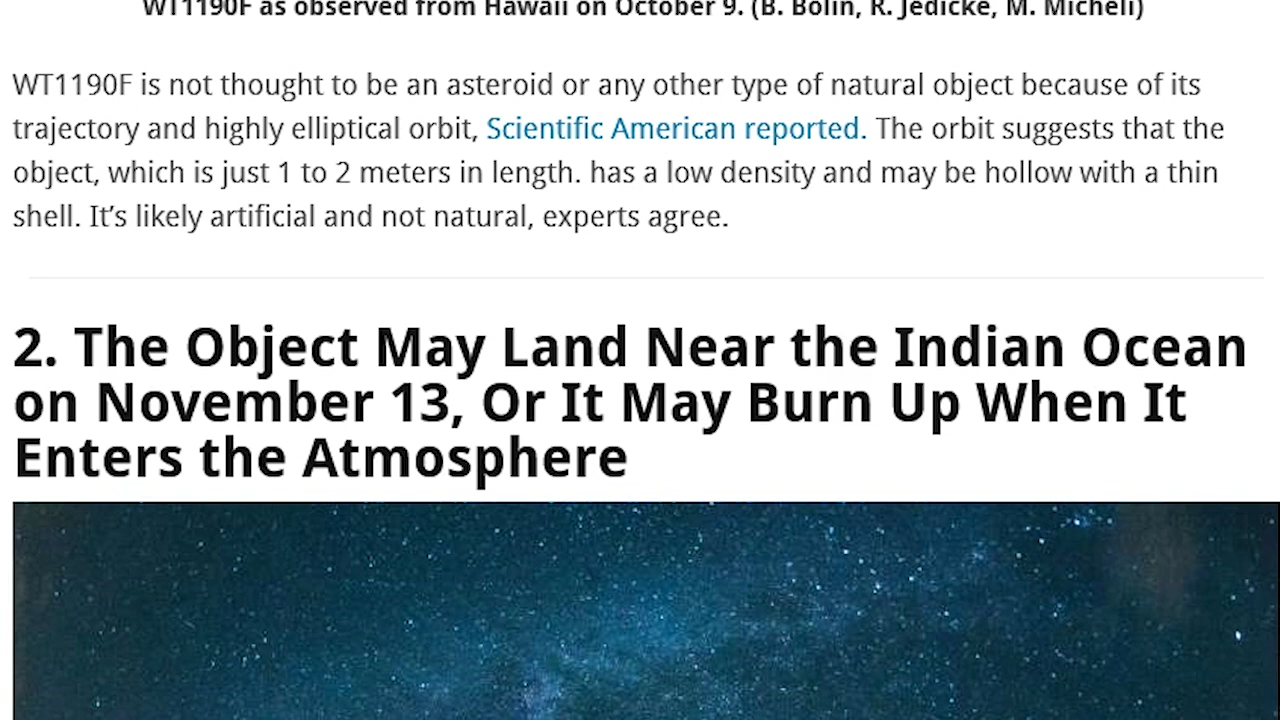 WT1190F as observed from Hawaii on October 9. (B. Bolin, R. Jedicke, M. Micheli)
WT1190F is not thought to be an asteroid or any other type of natural object because of its
trajectory and highly elliptical orbit, Scientific American reported. The orbit suggests that the
object, which is just 1 to 2 meters in length. has a low density and may be hollow with a thin
shell. It’s likely artificial and not natural, experts agree.
2. The Object May Land Near the Indian Ocean
on November 13, Or It May Burn Up When It
Enters the Atmosphere